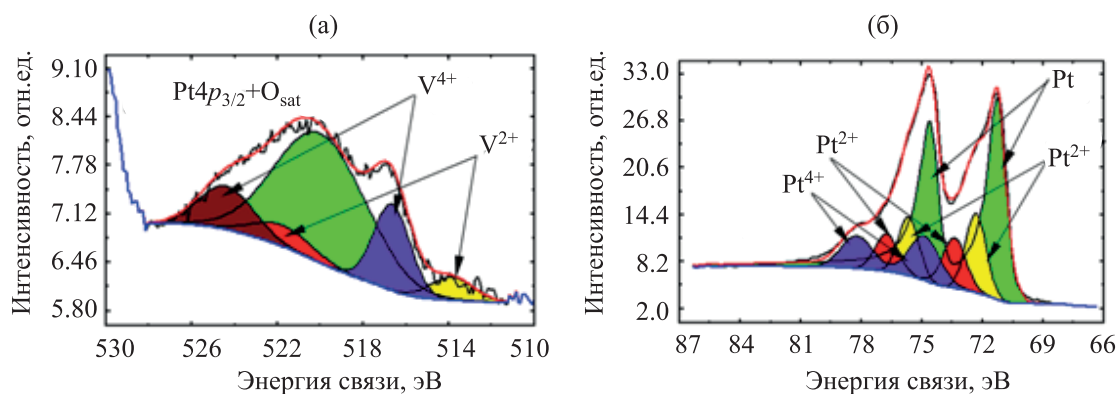 (а)
Интенсивность, отн.ед.
9.10
8.44
7.78
7.12
6.46
5.80
Pt4p3/2+Osat
V4+
V2+
530
526
522
518
514
510
Энергия связи, эВ
(б)
Интенсивность, отн.ед.
33.0
26.8
20.6
14.4
8.2
2.0
Pt
Pt2+
Pt2+
Pt4+
87
84
81
78
75
72
69
66
Энергия связи, эВ